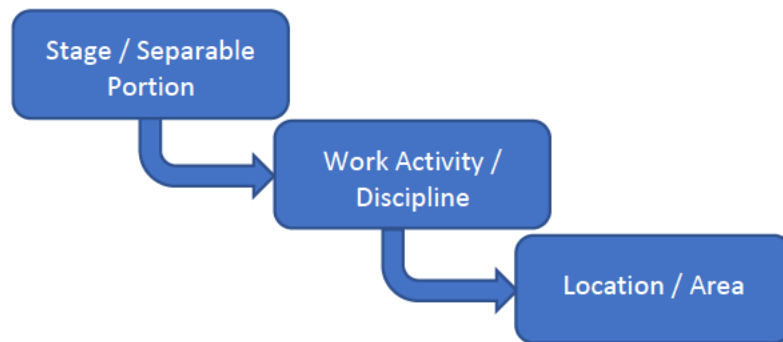 Stage / Separable
Portion
Work Activity /
Discipline
Location / Area